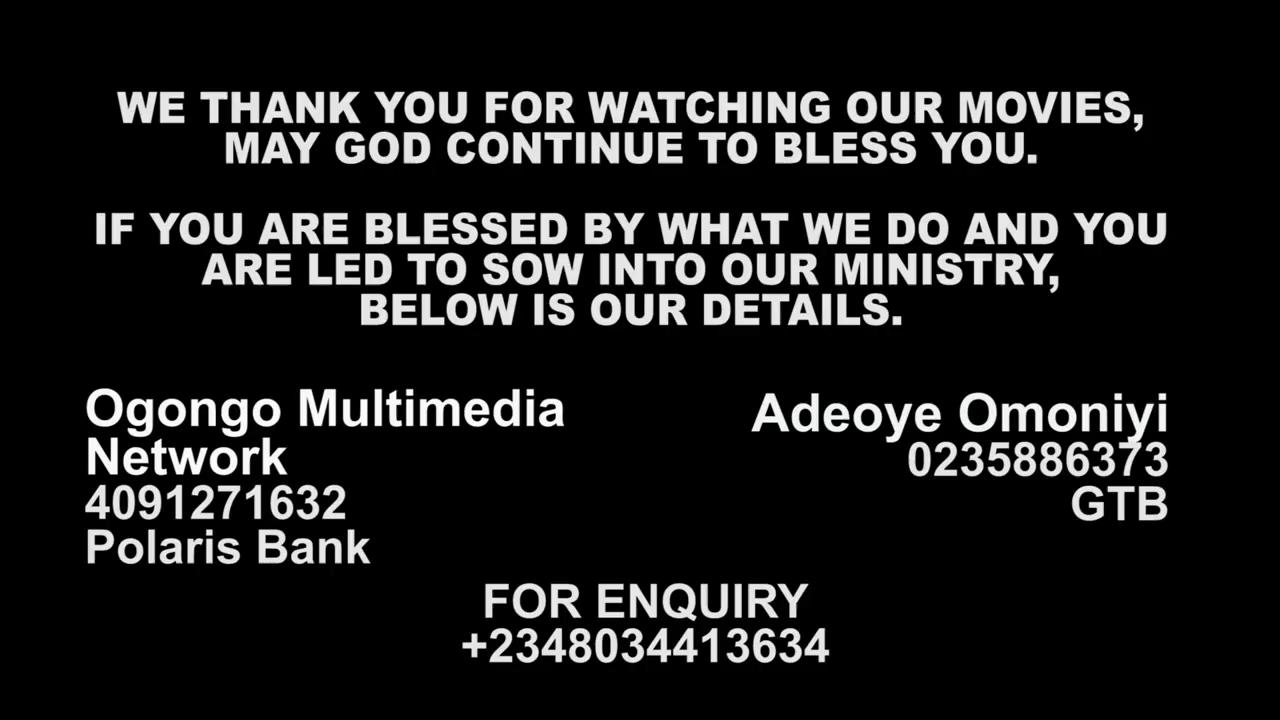 WE THANK YOU FOR WATCHING OUR MOVIES,
MAY GOD CONTINUE TO BLESS YOU.
IF YOU ARE BLESSED BY WHAT WE DO AND YOU
ARE LED TO SOW INTO OUR MINISTRY,
BELOW IS OUR DETAILS.
Ogongo Multimedia
Network
4091271632
Polaris Bank
Adeoye Omoniyi
0235886373
GTB
FOR ENQUIRY
+2348034413634